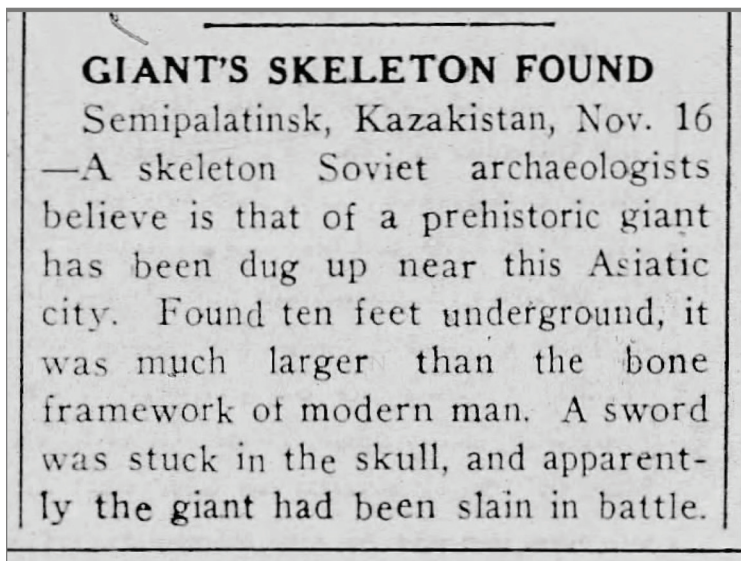 GIANT'S SKELETON FOUND
Semipalatinsk, Kazakistan, Nov. 16
—A skeleton Soviet archaeologists
believe is that of a prehistoric giant
has been dug up near this Asiatic
city. Found ten feet underground, it
was much larger than the bone
framework of modern man. A sword
was stuck in the skull, and apparent-
ly the giant had been slain in battle.